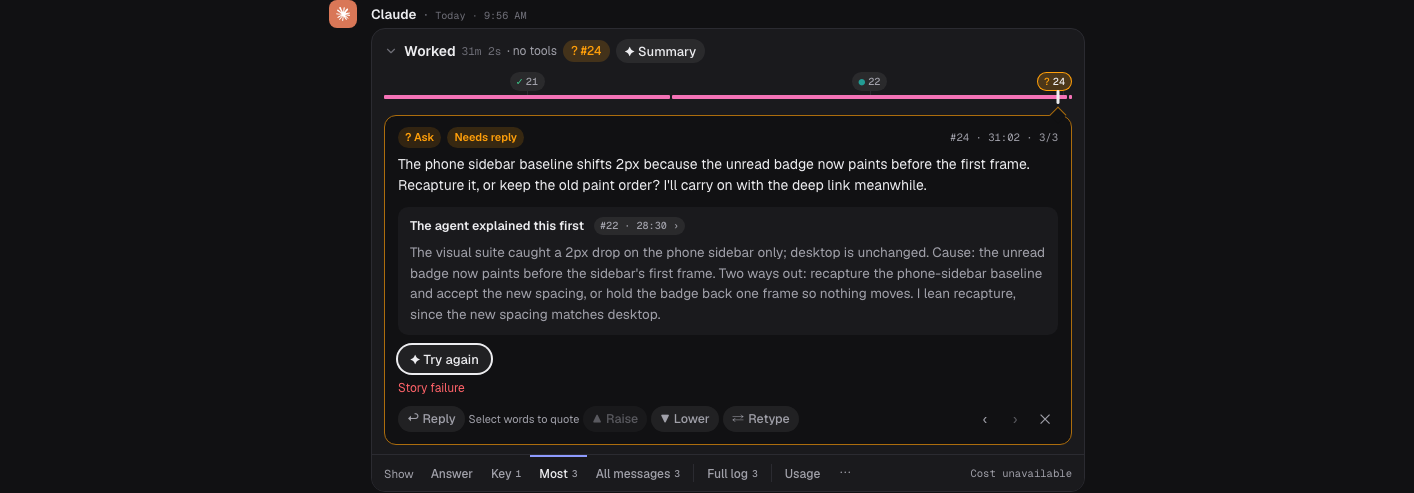 Claude · Today · 9:56 AM
Worked 31m 2s · no tools ? #24 Summary
✓ 21 22 ? 24
? Ask Needs reply #24 · 31:02 · 3/3
The phone sidebar baseline shifts 2px because the unread badge now paints before the first frame.
Recapture it, or keep the old paint order? I'll carry on with the deep link meanwhile.
The agent explained this first #22 · 28:30 ›
The visual suite caught a 2px drop on the phone sidebar only; desktop is unchanged. Cause: the unread
badge now paints before the sidebar's first frame. Two ways out: recapture the phone-sidebar baseline
and accept the new spacing, or hold the badge back one frame so nothing moves. I lean recapture,
since the new spacing matches desktop.
Try again
Story failure
Reply Select words to quote ▲ Raise ▼ Lower Retype
Show Answer Key 1 Most 3 All messages 3 Full log 3 Usage ··· Cost unavailable